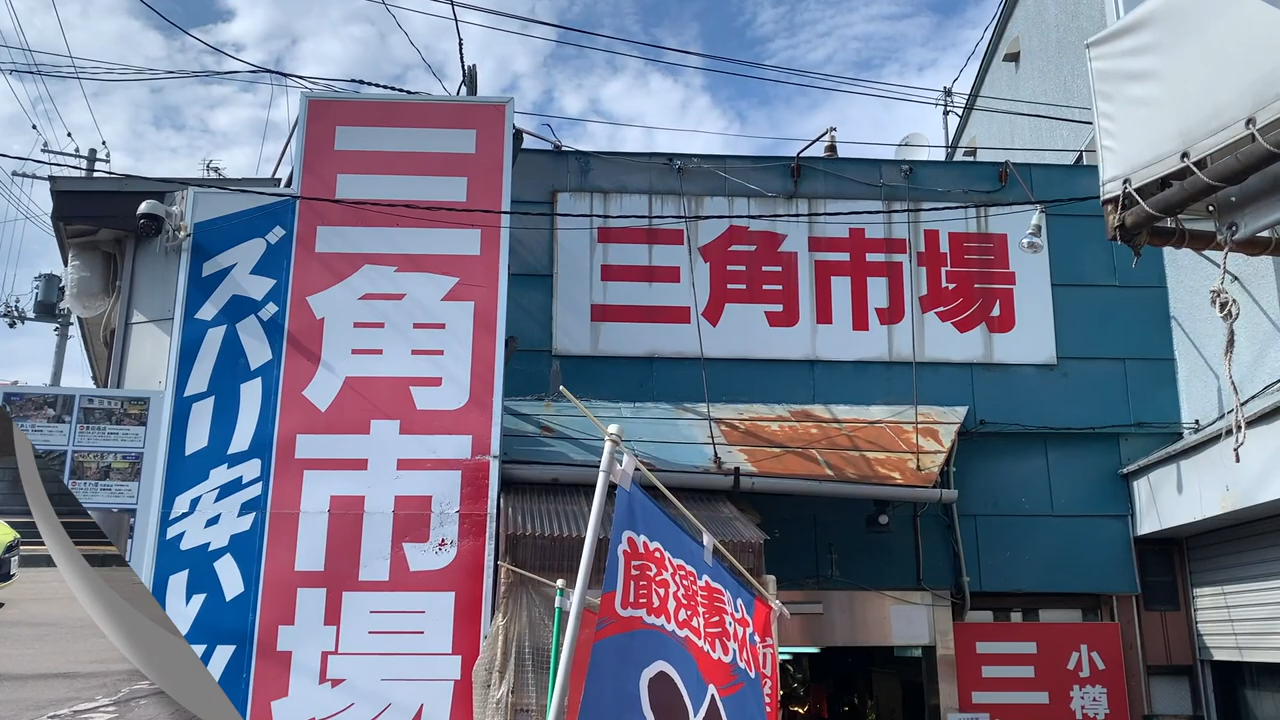 三角市場
ズバリ安い
三角市場
厳選素材
小樽
三